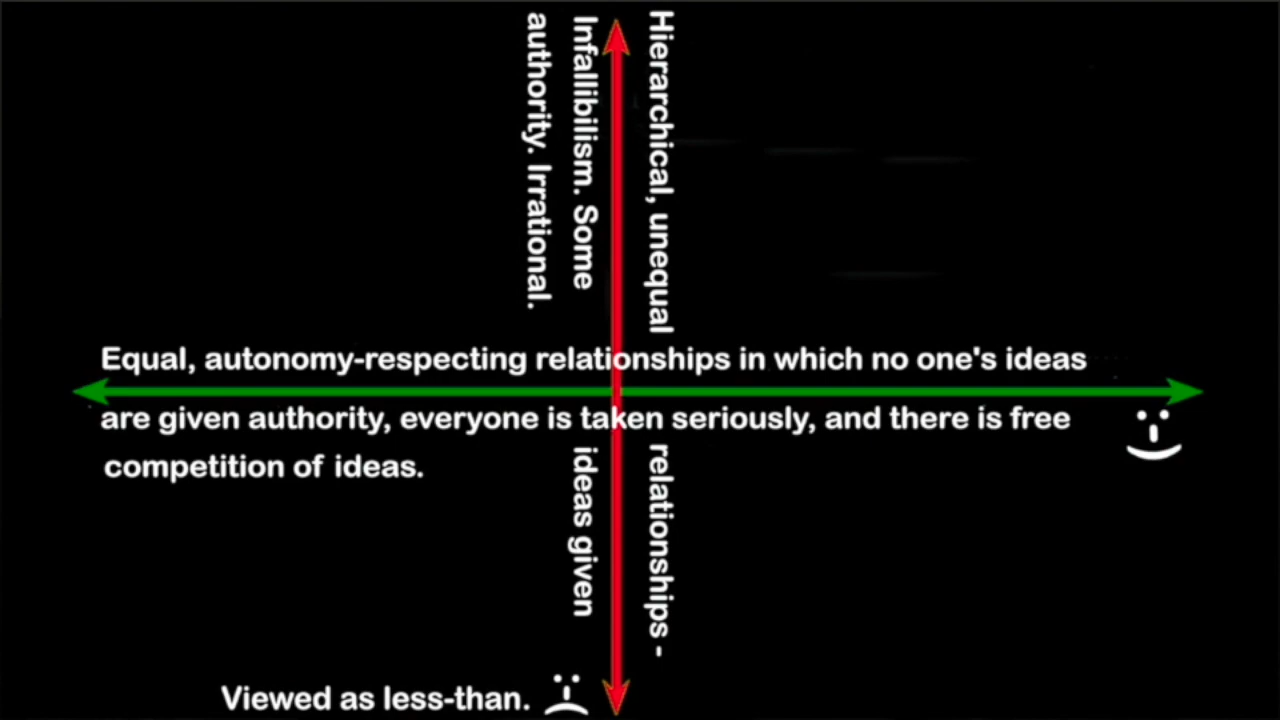 Hierarchical, unequal relationships -
Infallibilism. Some ideas given
authority. Irrational.
Equal, autonomy-respecting relationships in which no one's ideas
are given authority, everyone is taken seriously, and there is free
competition of ideas.
Viewed as less-than.